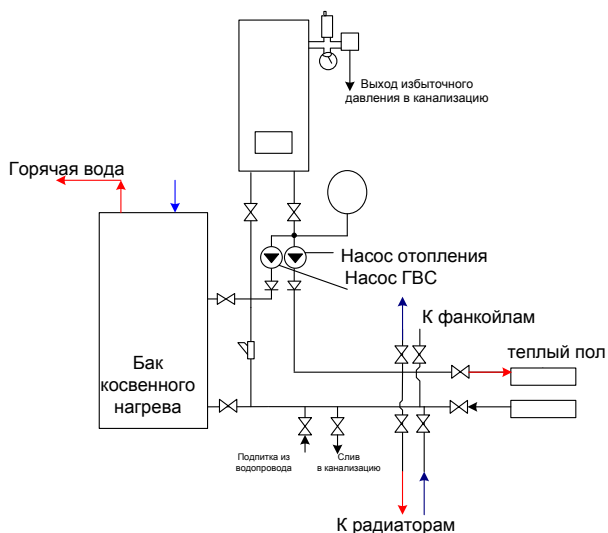 Выход избыточного
давления в канализацию
Горячая вода
Насос отопления
Насос ГВС
К фанкойлам
теплый пол
Бак
косвенного
нагрева
Подпитка из
водопровода
Слив
в канализацию
К радиаторам